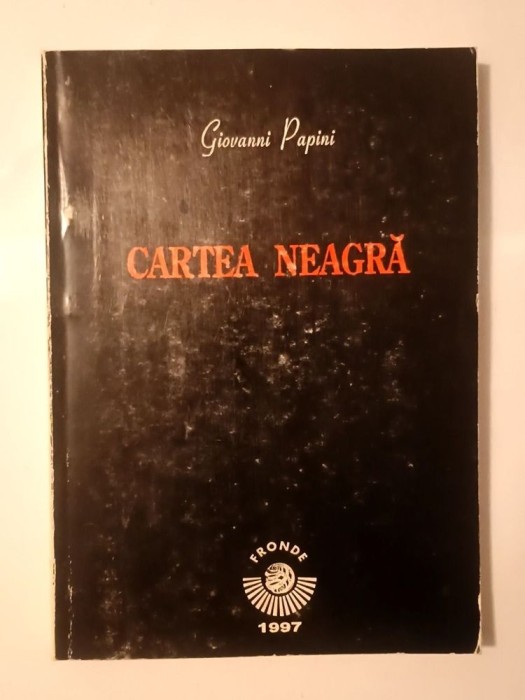 Giovanni Papini
CARTEA NEAGRĂ
FRONDE
1997